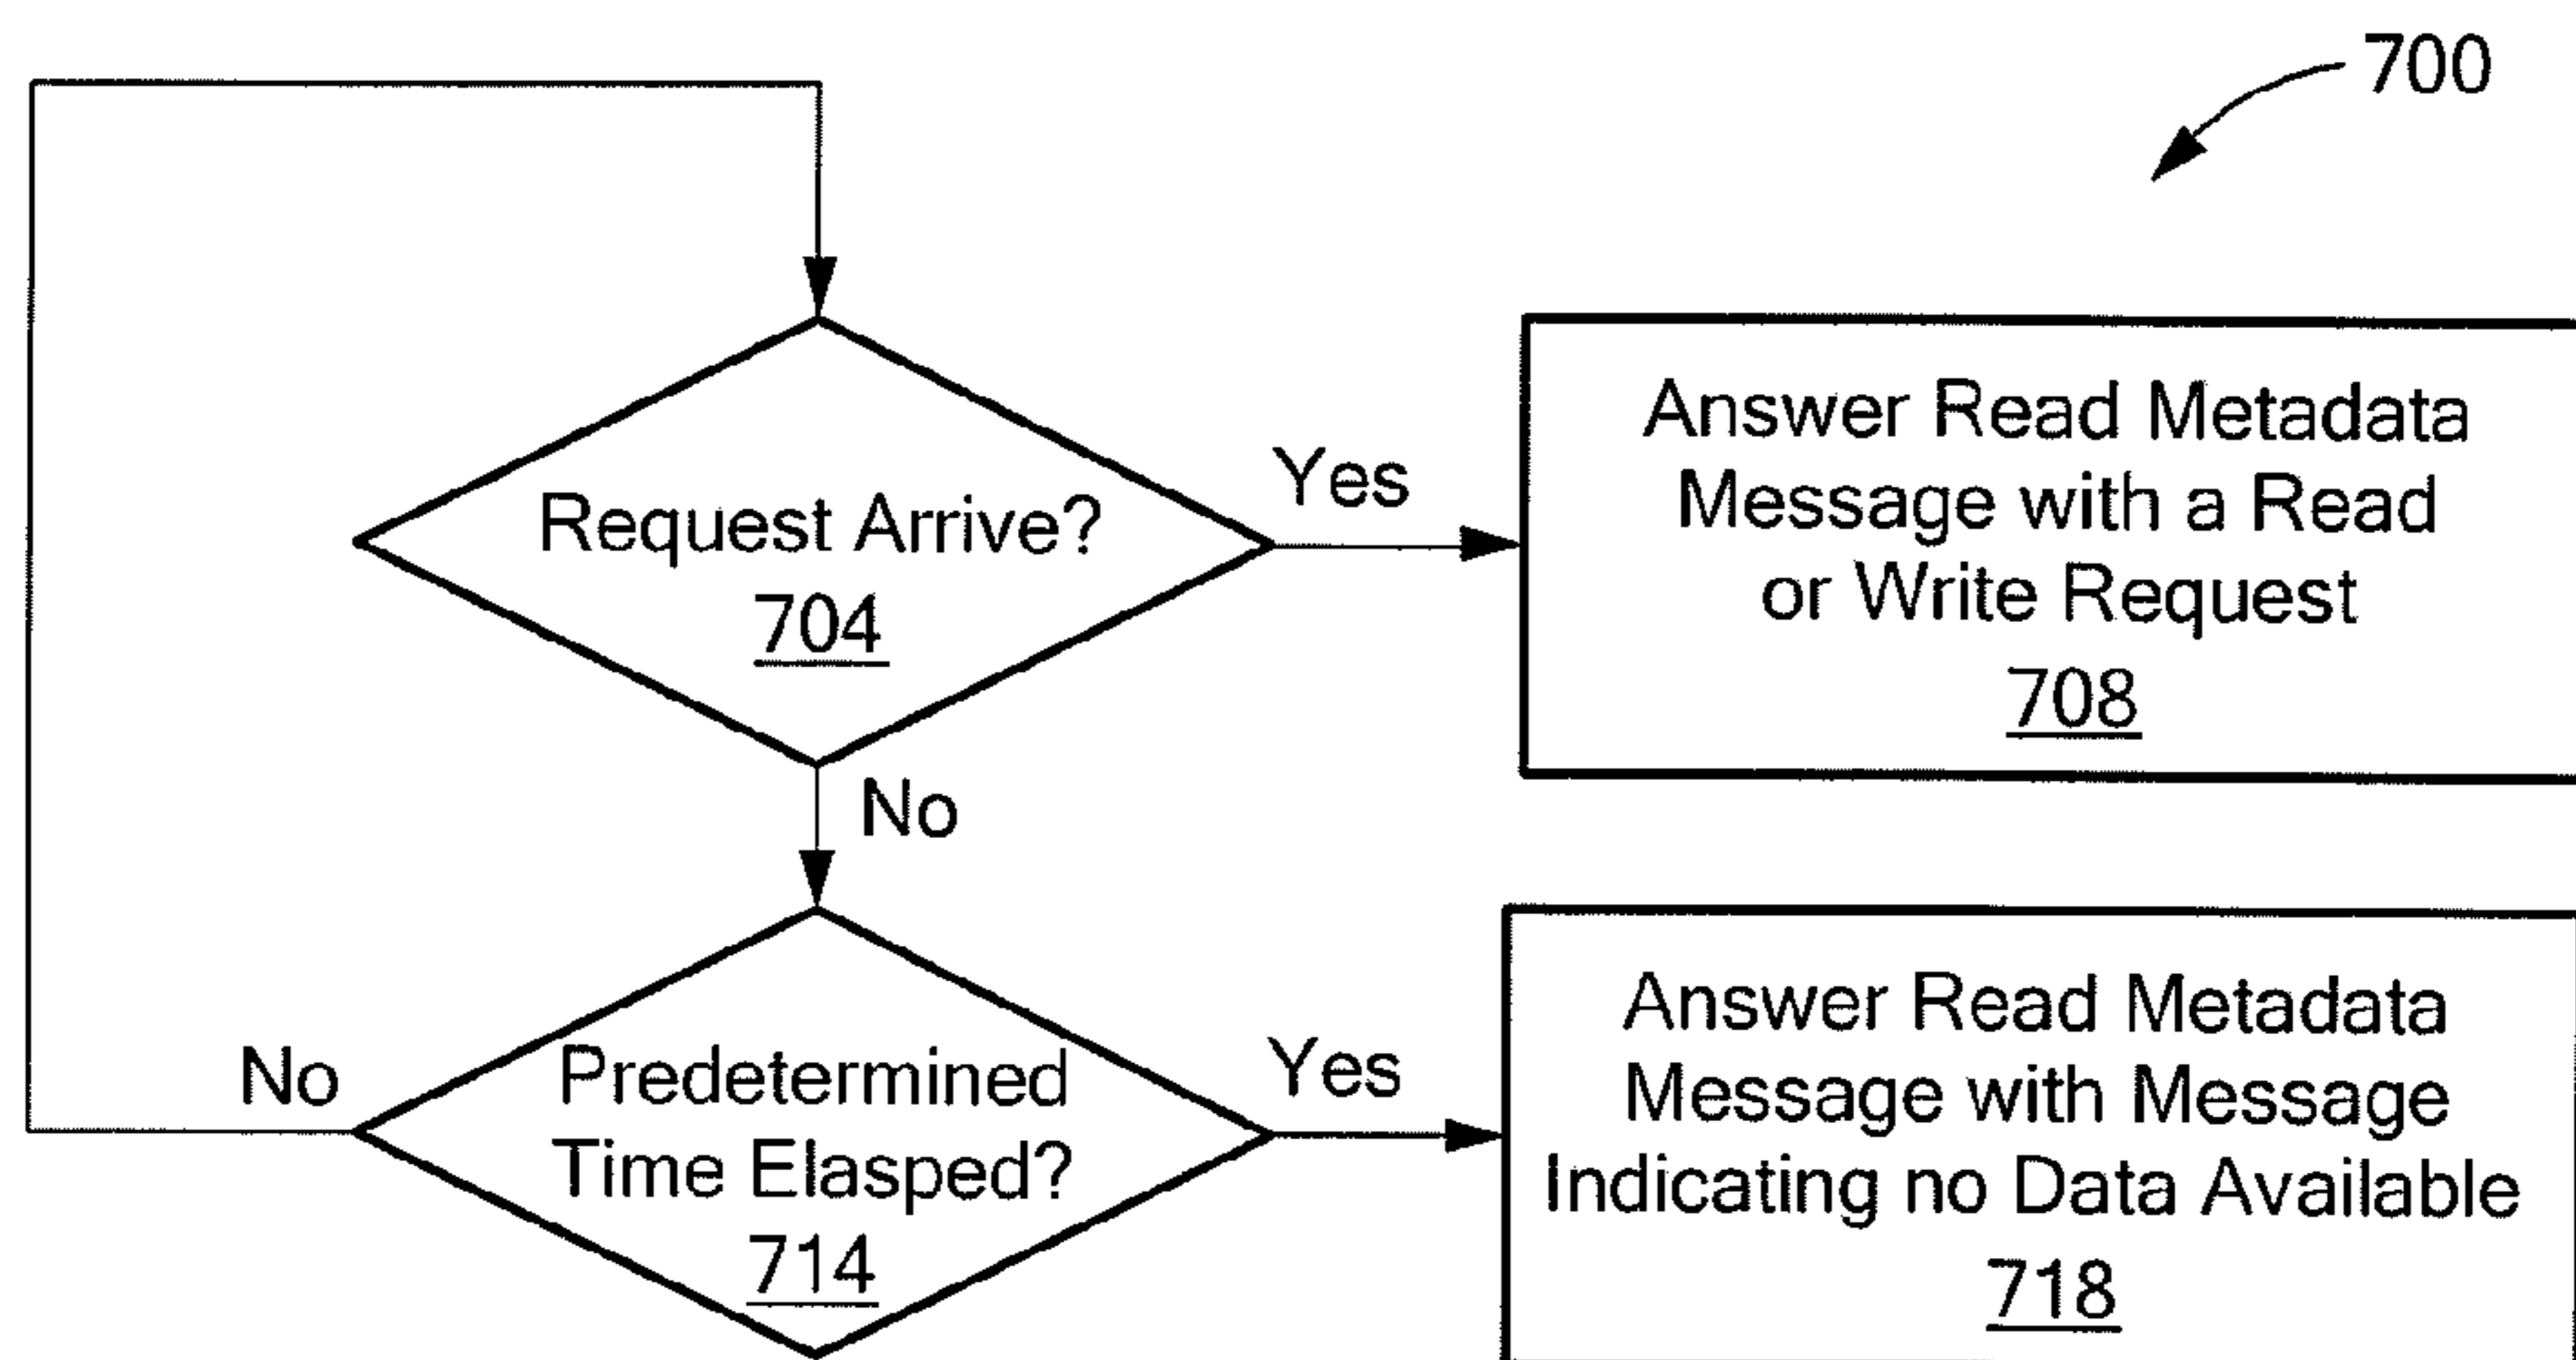 700
Request Arrive?
704
Yes
Answer Read Metadata
Message with a Read
or Write Request
708
No
No
Predetermined
Time Elasped?
714
Yes
Answer Read Metadata
Message with Message
Indicating no Data Available
718